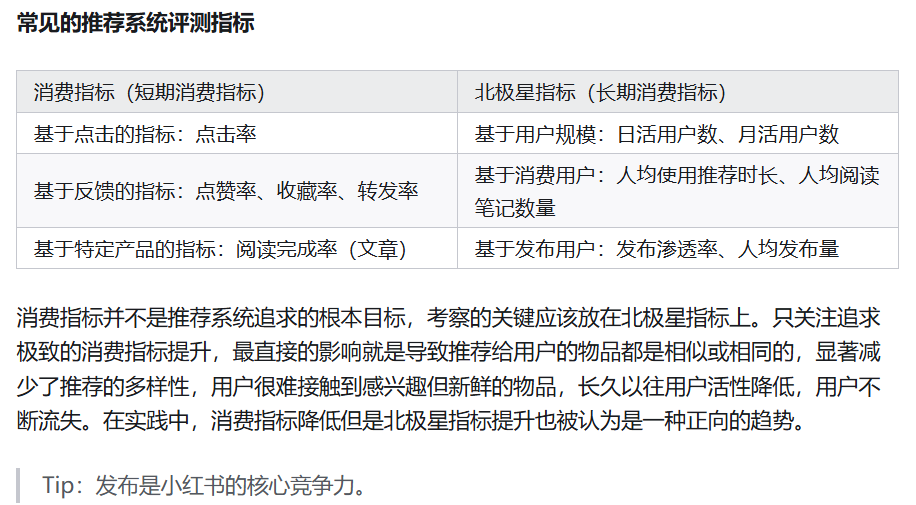 常见的推荐系统评测指标
消费指标（短期消费指标）
北极星指标（长期消费指标）
基于点击的指标：点击率
基于用户规模：日活用户数、月活用户数
基于反馈的指标：点赞率、收藏率、转发率
基于消费用户：人均使用推荐时长、人均阅读
笔记数量
基于特定产品的指标：阅读完成率（文章）
基于发布用户：发布渗透率、人均发布量
消费指标并不是推荐系统追求的根本目标，考察的关键应该放在北极星指标上。只关注追求
极致的消费指标提升，最直接的影响就是导致推荐给用户的物品都是相似或相同的，显著减
少了推荐的多样性，用户很难接触到感兴趣但新鲜的物品，长久以往用户活性降低，用户不
断流失。在实践中，消费指标降低但是北极星指标提升也被认为是一种正向的趋势。
Tip：发布是小红书的核心竞争力。